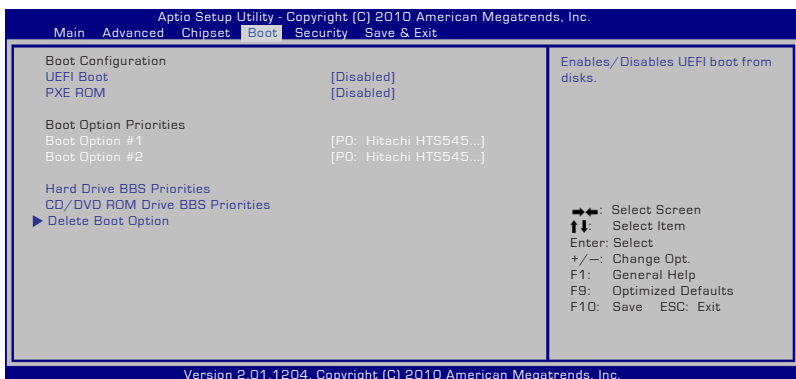 Aptio Setup Utility - Copyright (C) 2010 American Megatrends, Inc.
Main Advanced Chipset Boot Security Save & Exit
Boot Configuration
UEFI Boot [Disabled]
PXE ROM [Disabled]
Boot Option Priorities
Boot Option #1 [P0: Hitachi HTS545...]
Boot Option #2 [P0: Hitachi HTS545...]
Hard Drive BBS Priorities
CD/DVD ROM Drive BBS Priorities
Delete Boot Option
Enables/Disables UEFI boot from
disks.
→←: Select Screen
↑↓: Select Item
Enter: Select
+/—: Change Opt.
F1: General Help
F9: Optimized Defaults
F10: Save ESC: Exit
Version 2.01.1204. Copyright (C) 2010 American Megatrends, Inc.